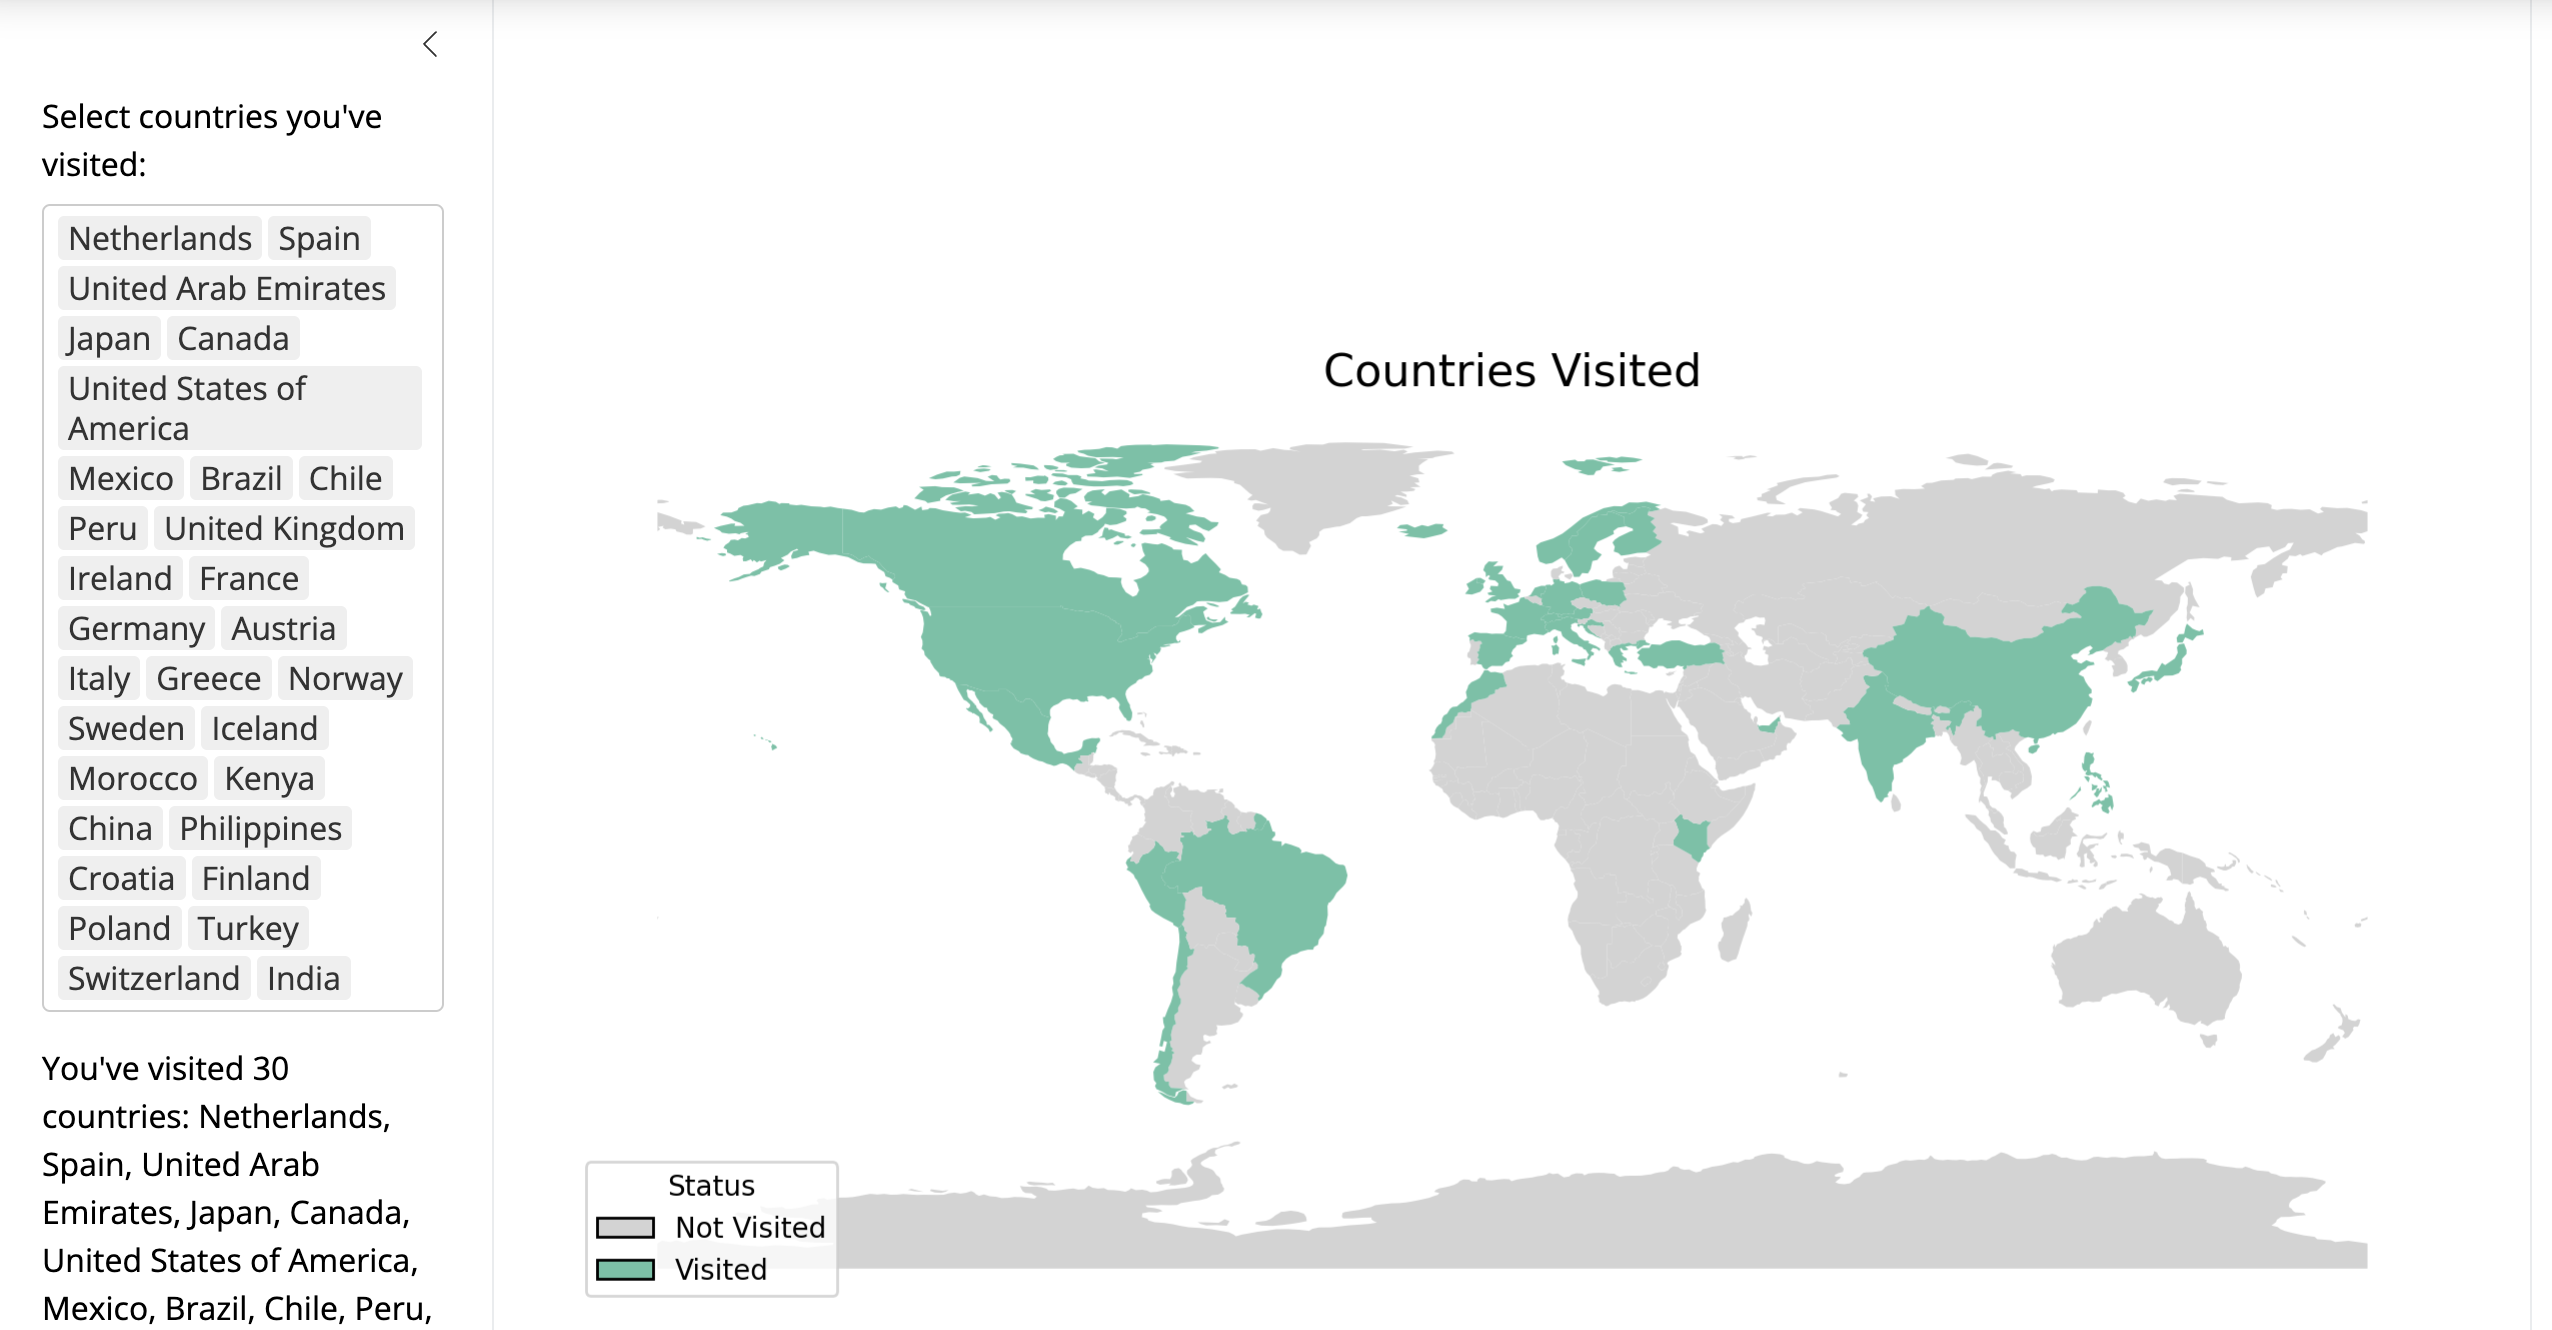 Select countries you've
visited:
Netherlands Spain
United Arab Emirates
Japan Canada
United States of
America
Mexico Brazil Chile
Peru United Kingdom
Ireland France
Germany Austria
Italy Greece Norway
Sweden Iceland
Morocco Kenya
China Philippines
Croatia Finland
Poland Turkey
Switzerland India
You've visited 30
countries: Netherlands,
Spain, United Arab
Emirates, Japan, Canada,
United States of America,
Mexico, Brazil, Chile, Peru,
Countries Visited
Status
Not Visited
Visited